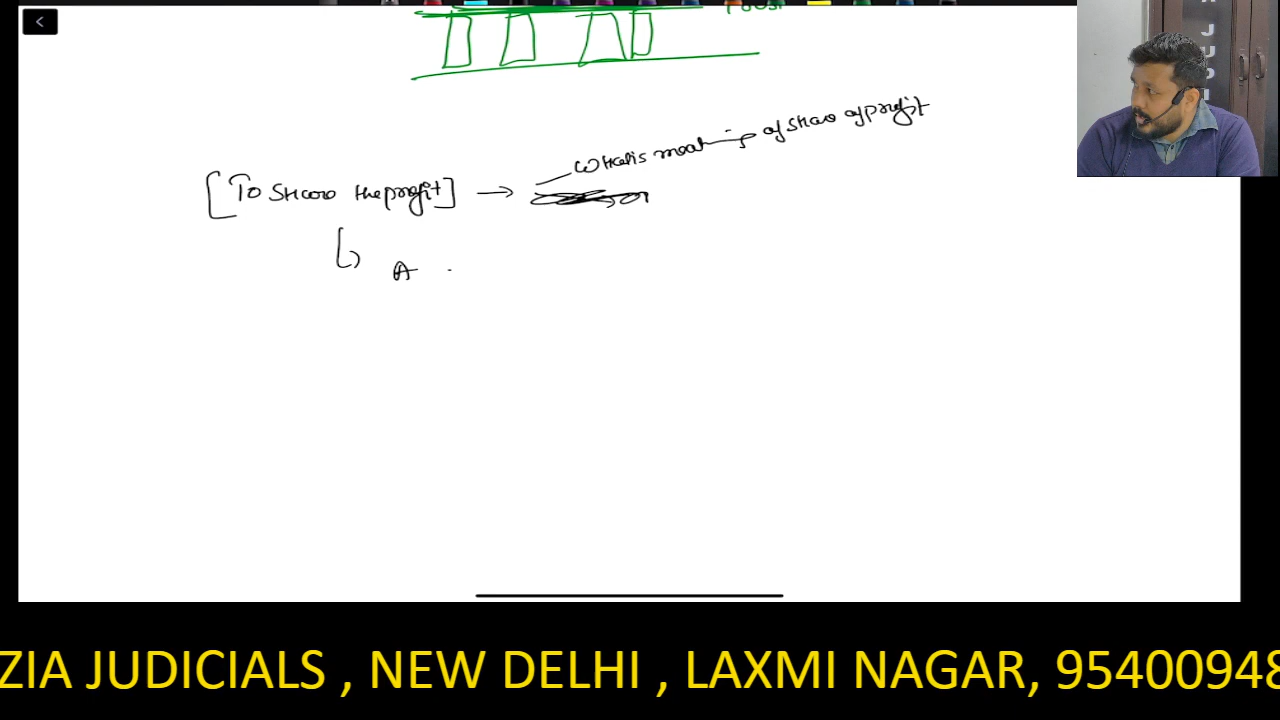 What is meaning of share of profit
[To Share the profit] →
A
J
ZIA JUDICIALS , NEW DELHI , LAXMI NAGAR, 95400948